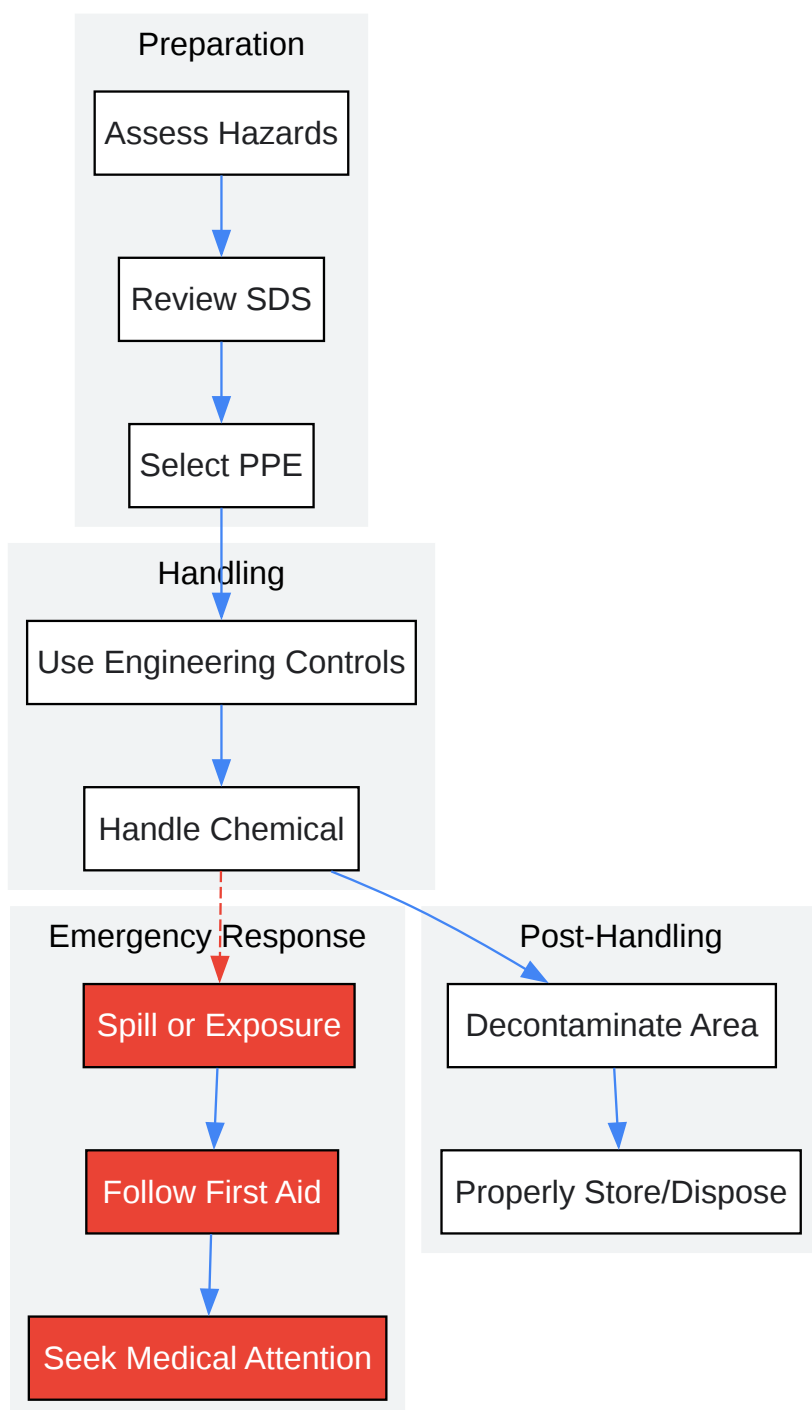 Preparation
Assess Hazards
Review SDS
Select PPE
Handling
Use Engineering Controls
Handle Chemical
Emergency Response
Spill or Exposure
Follow First Aid
Seek Medical Attention
Post-Handling
Decontaminate Area
Properly Store/Dispose